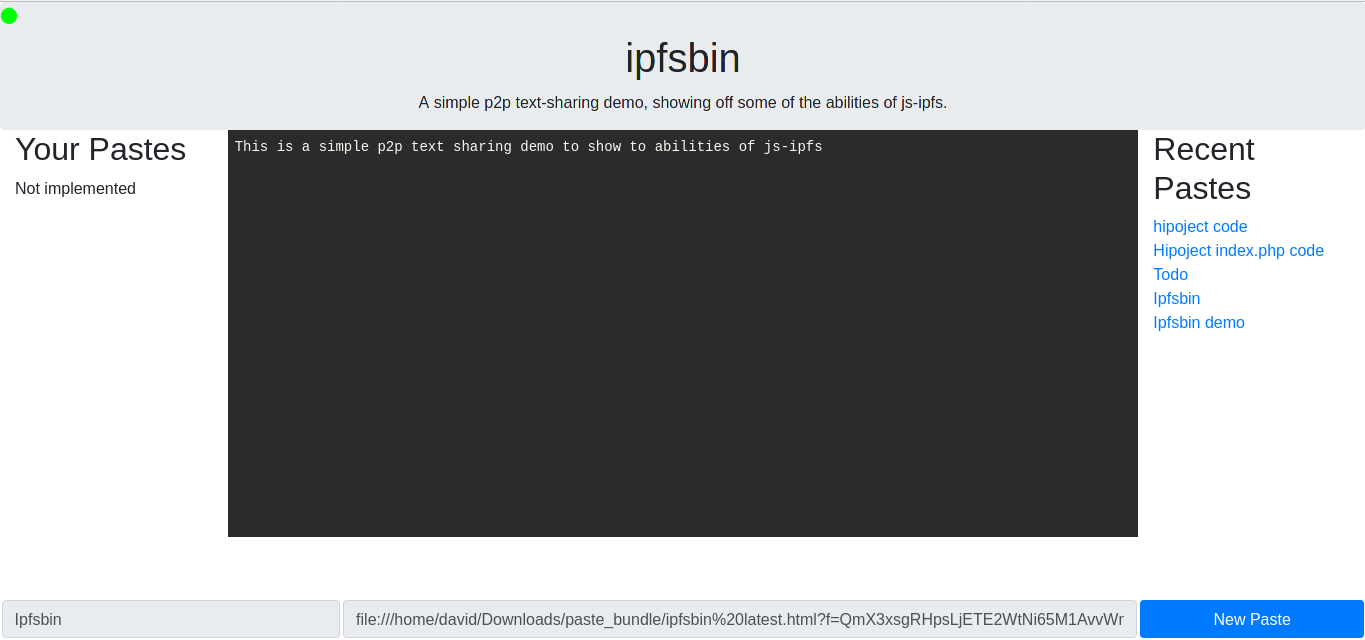 ipfsbin
A simple p2p text-sharing demo, showing off some of the abilities of js-ipfs.
Your Pastes
Not implemented
This is a simple p2p text sharing demo to show to abilities of js-ipfs
Recent
Pastes
hipoject code
Hipoject index.php code
Todo
Ipfsbin
Ipfsbin demo
Ipfsbin
file:///home/david/Downloads/paste_bundle/ipfsbin%20latest.html?f=QmX3xsgRHpsLjETE2WtNi65M1AvvWr
New Paste